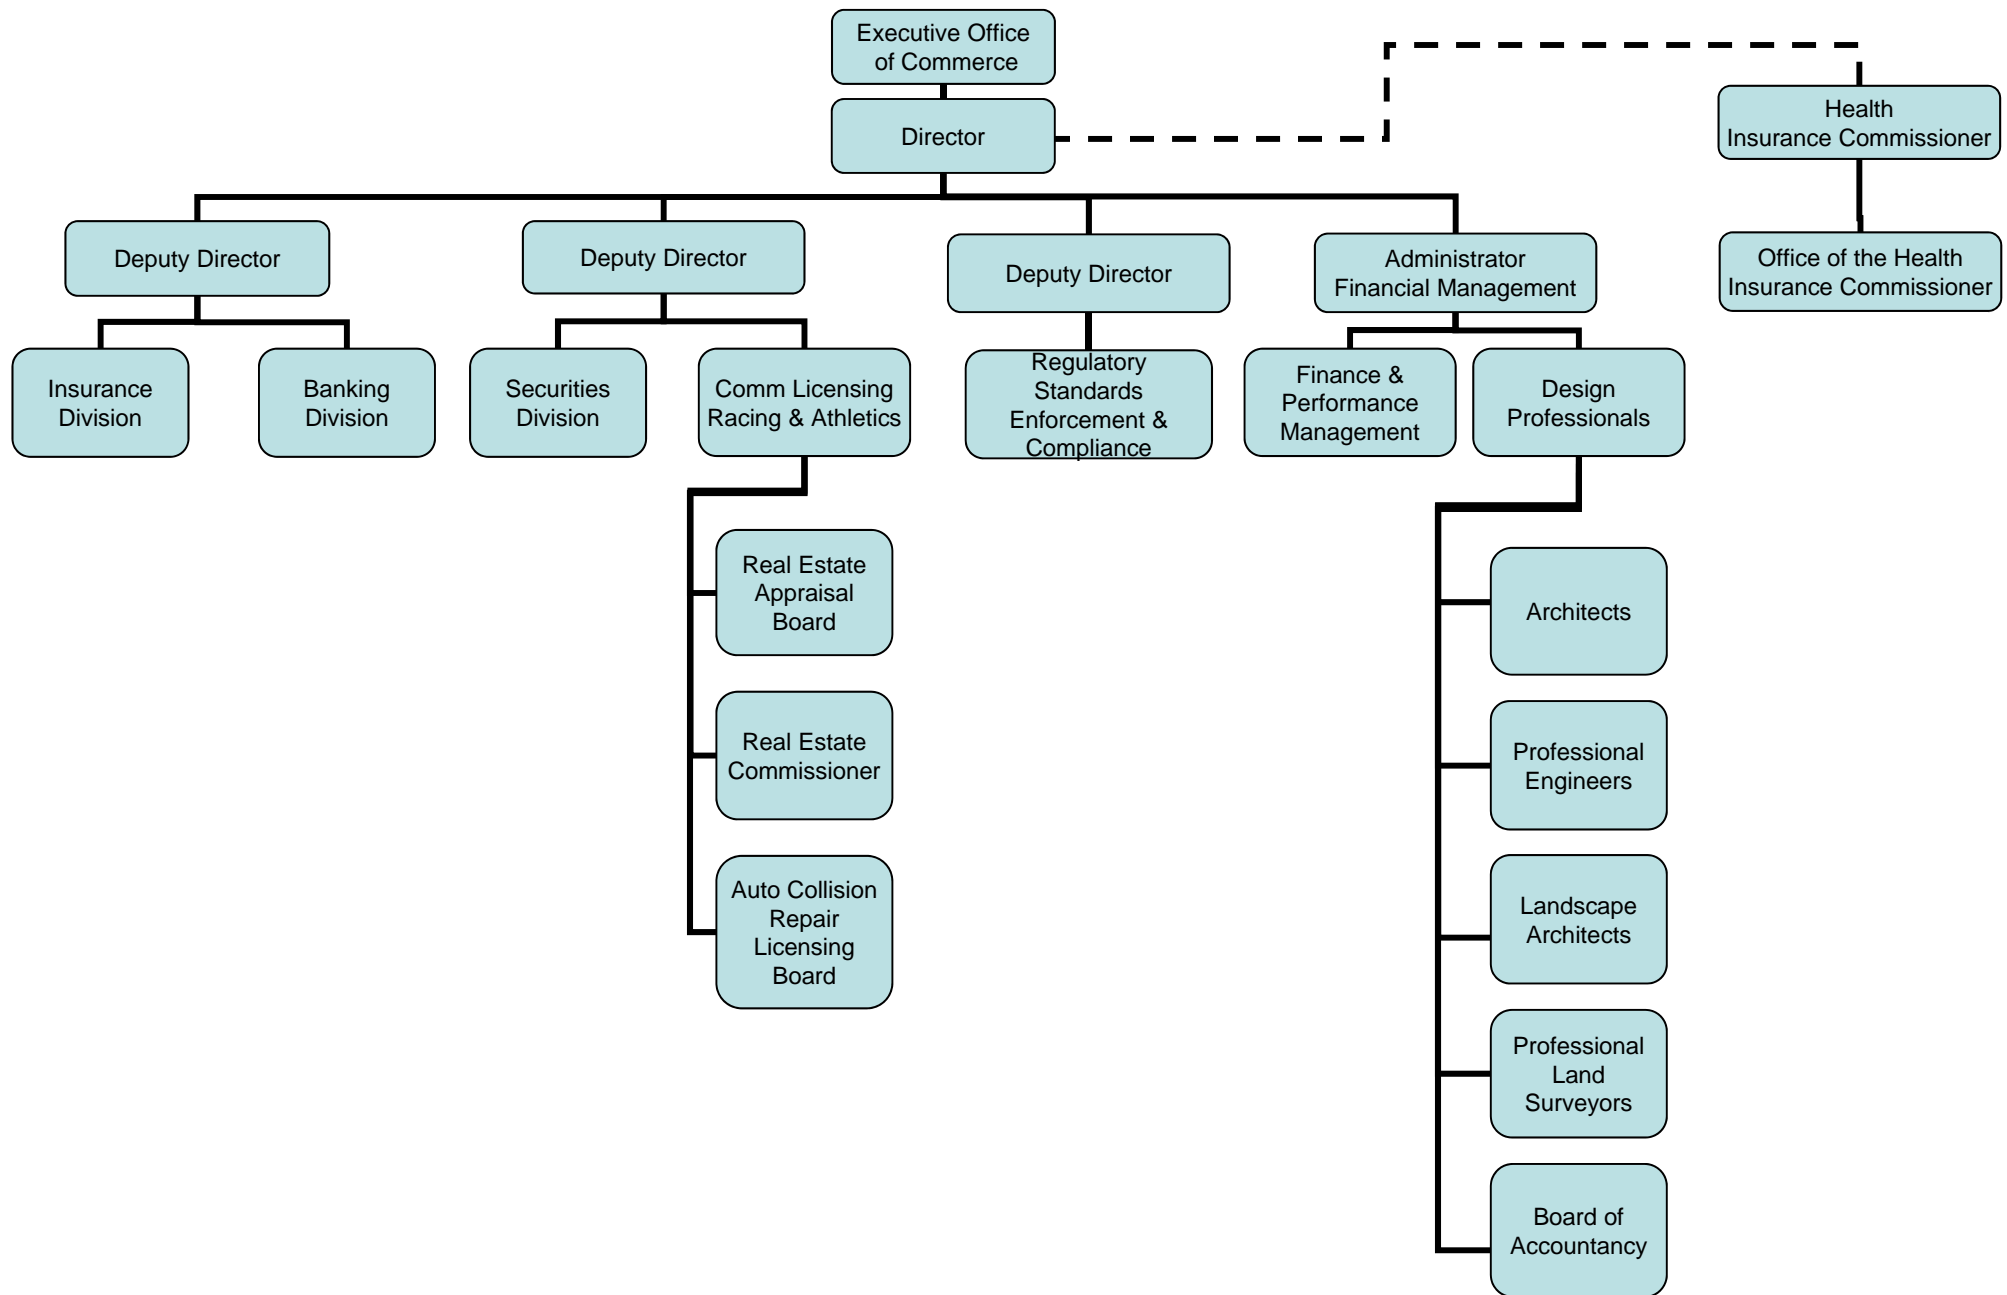 Executive Office
of Commerce
Director
Health
Insurance Commissioner
Office of the Health
Insurance Commissioner
Deputy Director
Deputy Director
Deputy Director
Administrator
Financial Management
Insurance
Division
Banking
Division
Securities
Division
Comm Licensing
Racing & Athletics
Regulatory
Standards
Enforcement &
Compliance
Finance &
Performance
Management
Design
Professionals
Real Estate
Appraisal
Board
Real Estate
Commissioner
Auto Collision
Repair
Licensing
Board
Architects
Professional
Engineers
Landscape
Architects
Professional
Land
Surveyors
Board of
Accountancy